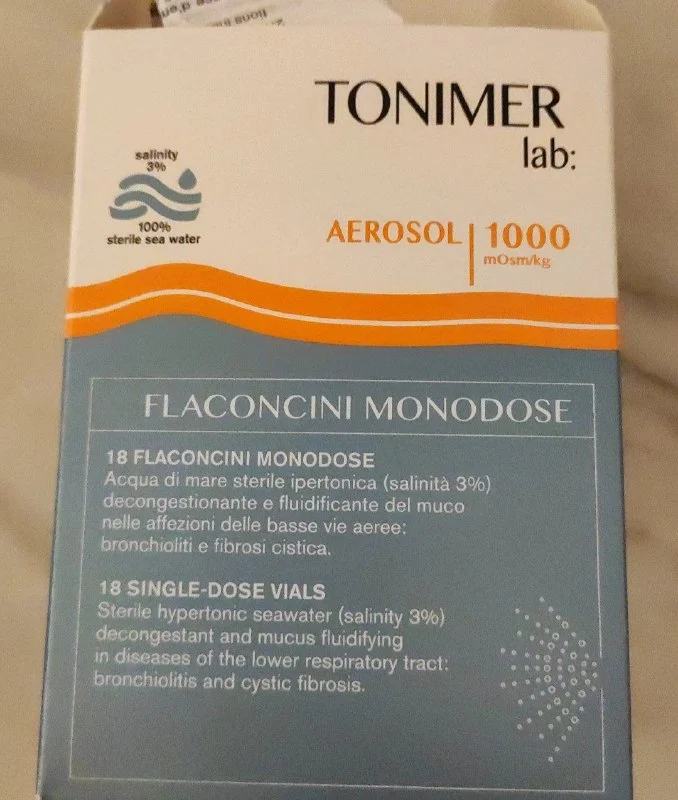 TONIMER
lab:
salinity
3%
100%
sterile sea water
AEROSOL
1000
mOsm/kg
FLACONCINI MONODOSE
18 FLACONCINI MONODOSE
Acqua di mare sterile ipertonica (salinità 3%)
decongestionante e fluidificante del muco
nelle affezioni delle basse vie aeree:
bronchioliti e fibrosi cistica.
18 SINGLE-DOSE VIALS
Sterile hypertonic seawater (salinity 3%)
decongestant and mucus fluidifying
in diseases of the lower respiratory tract:
bronchiolitis and cystic fibrosis.